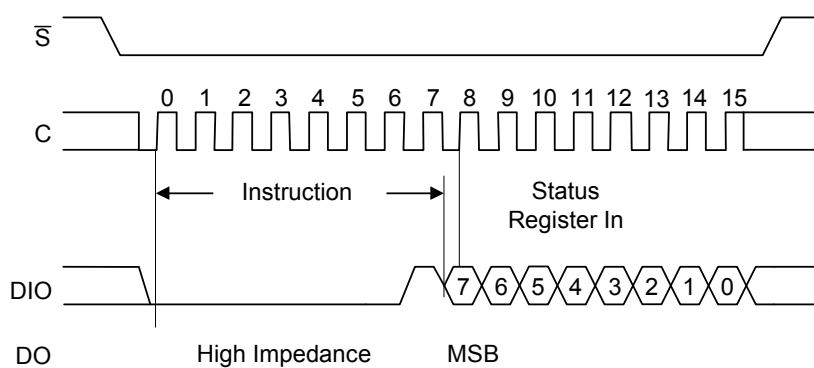 S̅
0 1 2 3 4 5 6 7 8 9 10 11 12 13 14 15
C
Instruction
Status
Register In
DIO
7 6 5 4 3 2 1 0
DO
High Impedance
MSB